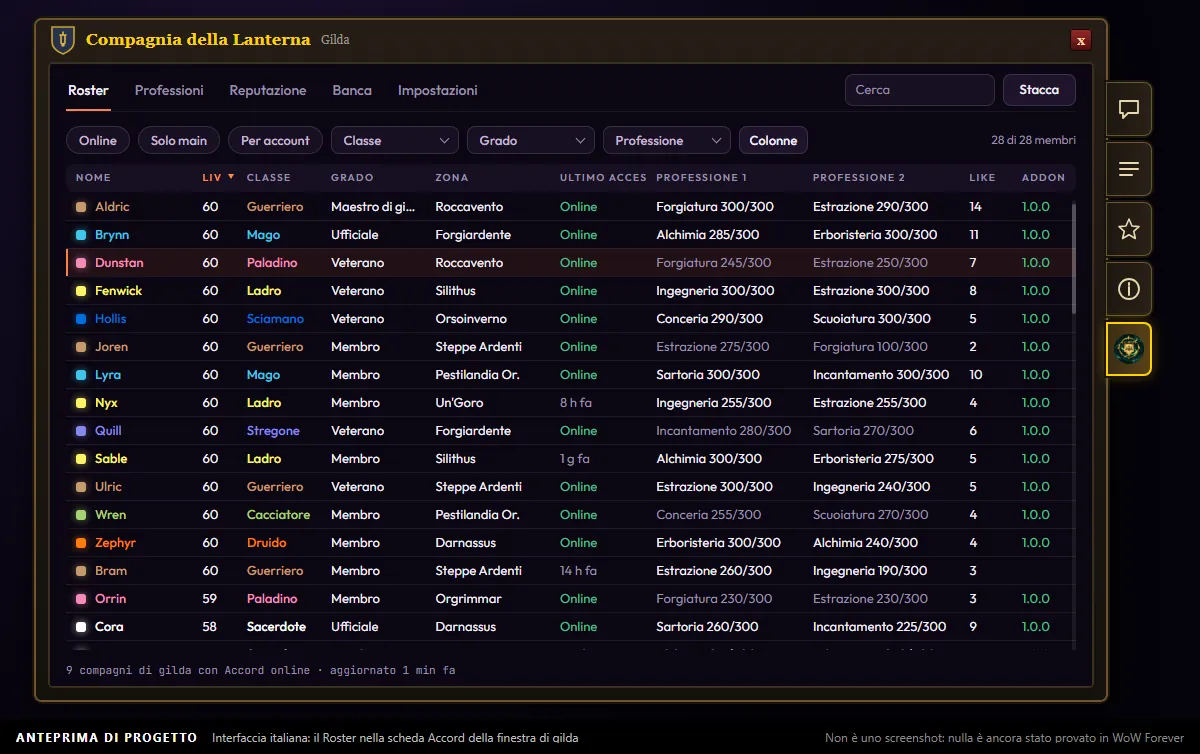 Compagnia della Lanterna Gilda x
Roster Professioni Reputazione Banca Impostazioni Cerca Stacca
Online Solo main Per account Classe Grado Professione Colonne 28 di 28 membri
NOME LIV CLASSE GRADO ZONA ULTIMO ACCES PROFESSIONE 1 PROFESSIONE 2 LIKE ADDON
Aldric 60 Guerriero Maestro di gi... Roccavento Online Forgiatura 300/300 Estrazione 290/300 14 1.0.0
Brynn 60 Mago Ufficiale Forgiardente Online Alchimia 285/300 Erboristeria 300/300 11 1.0.0
Dunstan 60 Paladino Veterano Roccavento Online Forgiatura 245/300 Estrazione 250/300 7 1.0.0
Fenwick 60 Ladro Veterano Silithus Online Ingegneria 300/300 Estrazione 300/300 8 1.0.0
Hollis 60 Sciamano Veterano Orsoinverno Online Conceria 290/300 Scuoiatura 300/300 5 1.0.0
Joren 60 Guerriero Membro Steppe Ardenti Online Estrazione 275/300 Forgiatura 100/300 2 1.0.0
Lyra 60 Mago Membro Pestilandia Or. Online Sartoria 300/300 Incantamento 300/300 10 1.0.0
Nyx 60 Ladro Membro Un'Goro 8 h fa Ingegneria 255/300 Estrazione 255/300 4 1.0.0
Quill 60 Stregone Veterano Forgiardente Online Incantamento 280/300 Sartoria 270/300 6 1.0.0
Sable 60 Ladro Membro Silithus 1 g fa Alchimia 300/300 Erboristeria 275/300 5 1.0.0
Ulric 60 Guerriero Veterano Steppe Ardenti Online Estrazione 300/300 Ingegneria 240/300 5 1.0.0
Wren 60 Cacciatore Membro Pestilandia Or. Online Conceria 255/300 Scuoiatura 270/300 4 1.0.0
Zephyr 60 Druido Membro Darnassus Online Erboristeria 300/300 Alchimia 240/300 4 1.0.0
Bram 60 Guerriero Membro Steppe Ardenti 14 h fa Estrazione 260/300 Ingegneria 190/300 3
Orrin 59 Paladino Membro Orgrimmar Online Forgiatura 230/300 Estrazione 230/300 3 1.0.0
Cora 58 Sacerdote Ufficiale Darnassus Online Sartoria 260/300 Incantamento 225/300 9 1.0.0
9 compagni di gilda con Accord online · aggiornato 1 min fa
ANTEPRIMA DI PROGETTO Interfaccia italiana: il Roster nella scheda Accord della finestra di gilda Non è uno screenshot: nulla è ancora stato provato in WoW Forever